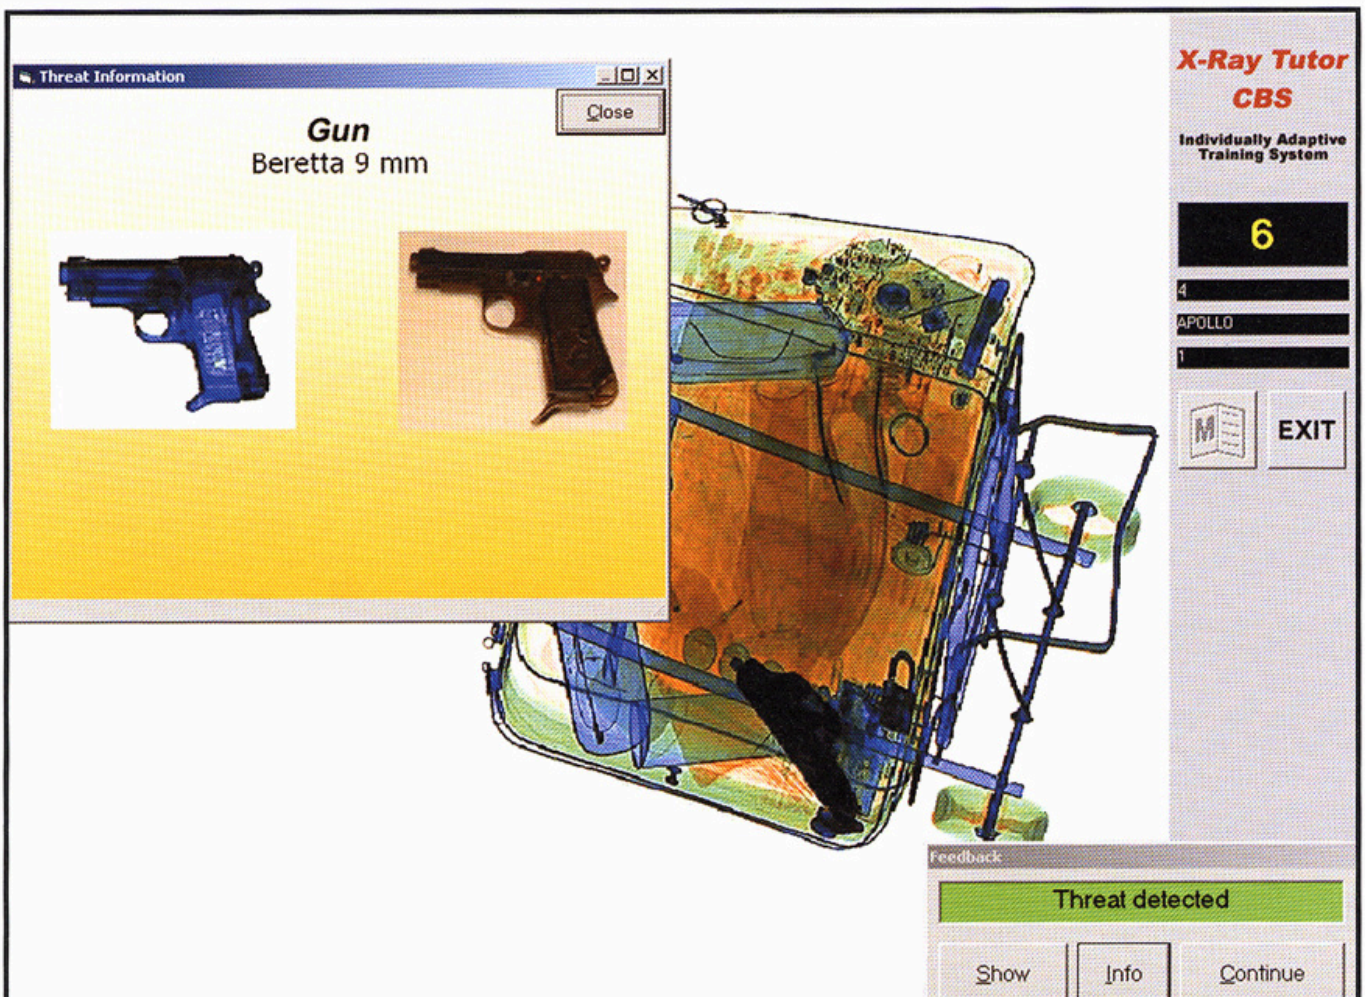 Threat Information
Close
Gun
Beretta 9 mm
X-Ray Tutor
CBS
Individually Adaptive
Training System
6
4
APOLLO
1
M
EXIT
Feedback
Threat detected
Show
Info
Continue